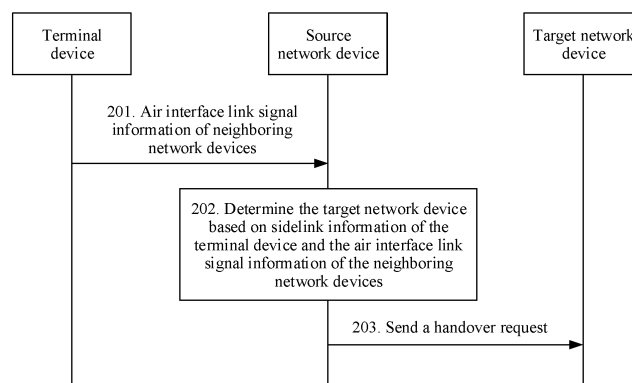 Terminal
device
Source
network device
Target network
device
201. Air interface link signal
information of neighboring
network devices
202. Determine the target network device
based on sidelink information of the
terminal device and the air interface link
signal information of the neighboring
network devices
203. Send a handover request